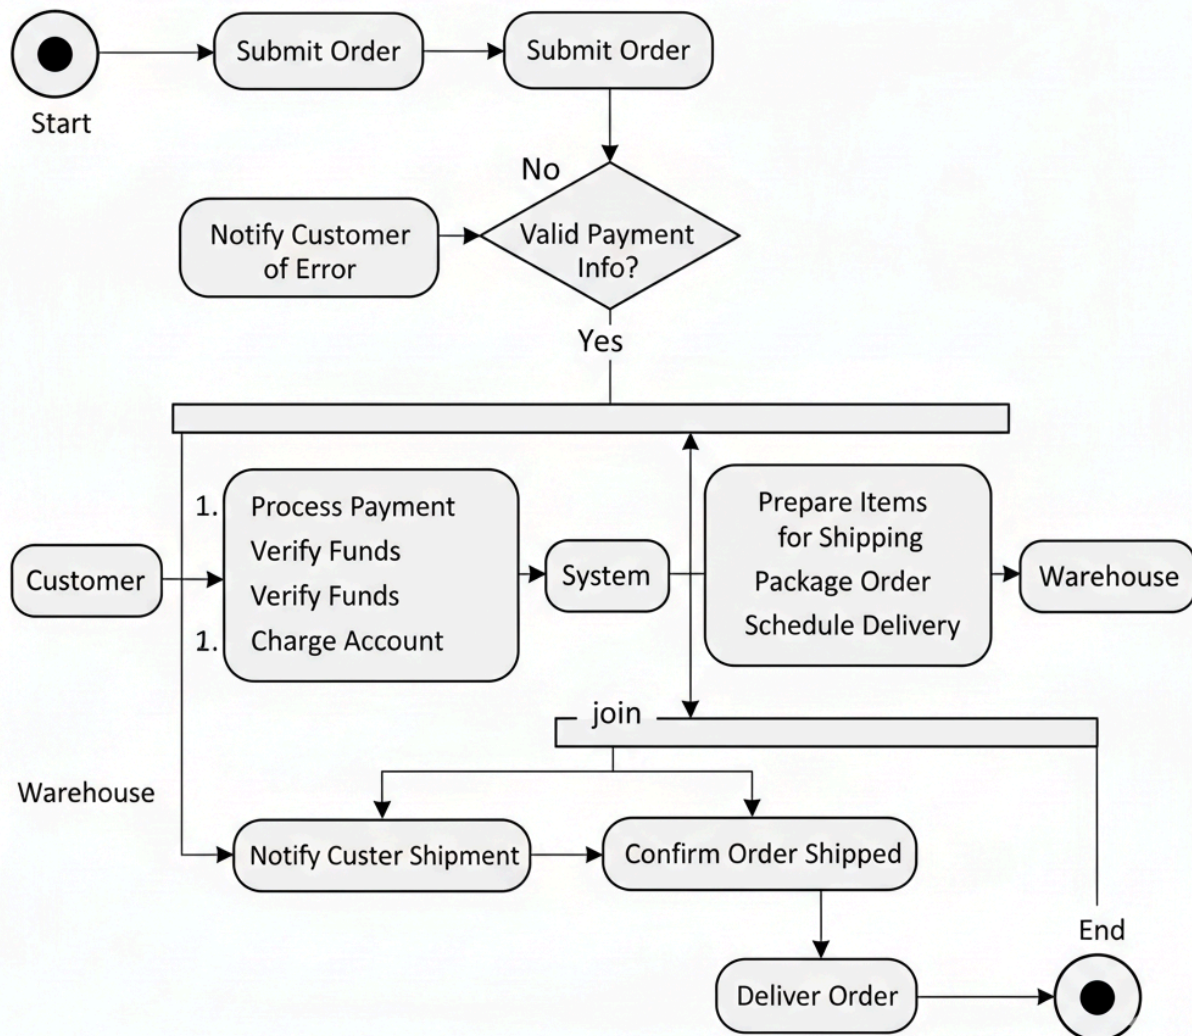 Submit Order
Submit Order
Start
No
Notify Customer
of Error
Valid Payment
Info?
Yes
Customer
1. Process Payment
Verify Funds
Verify Funds
1. Charge Account
System
Prepare Items
for Shipping
Package Order
Schedule Delivery
Warehouse
join
Warehouse
Notify Custer Shipment
Confirm Order Shipped
End
Deliver Order